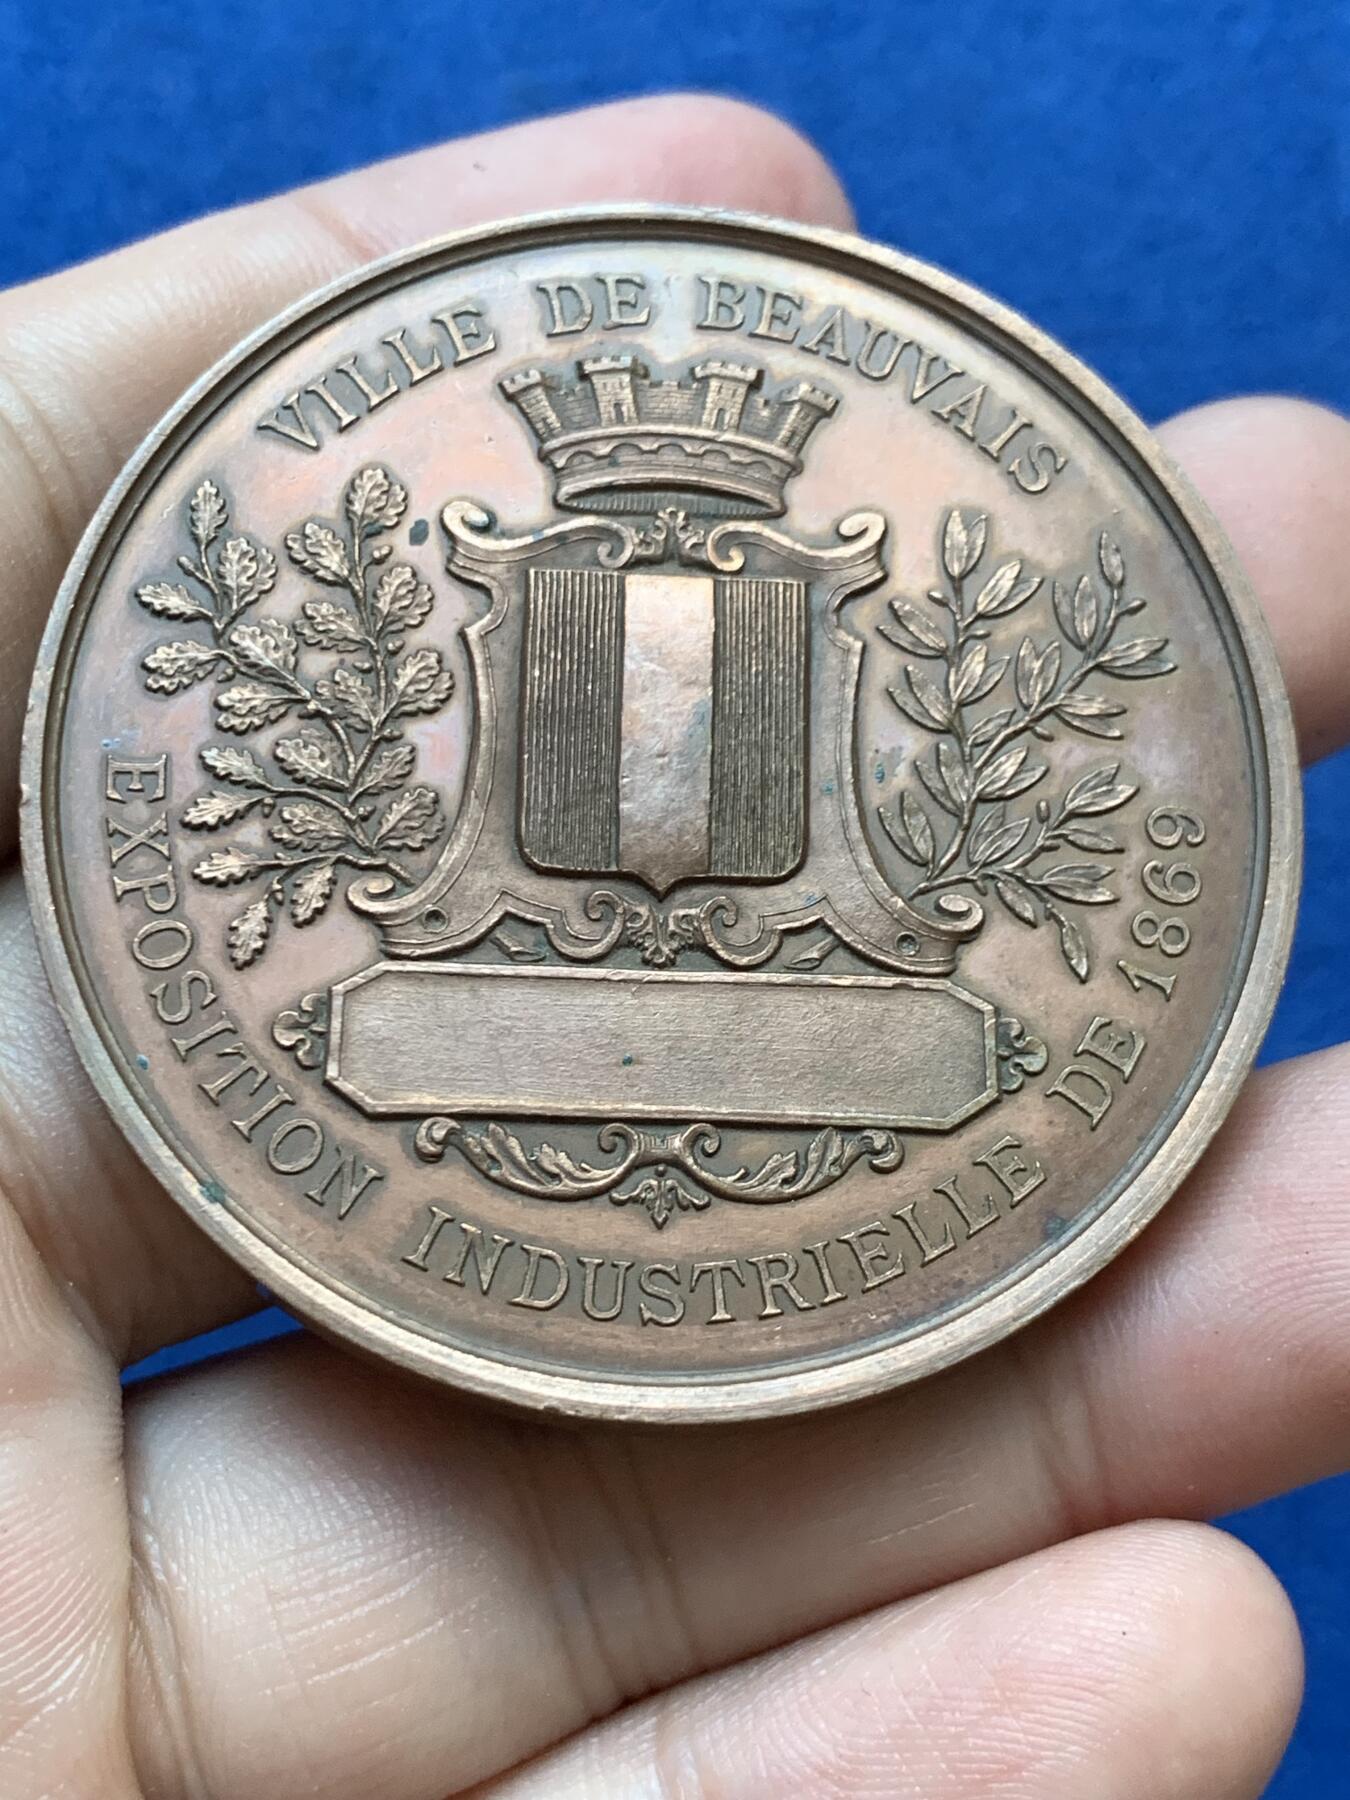 VILLE DE BEAUVAIS
EXPOSITION INDUSTRIELLE DE 1869